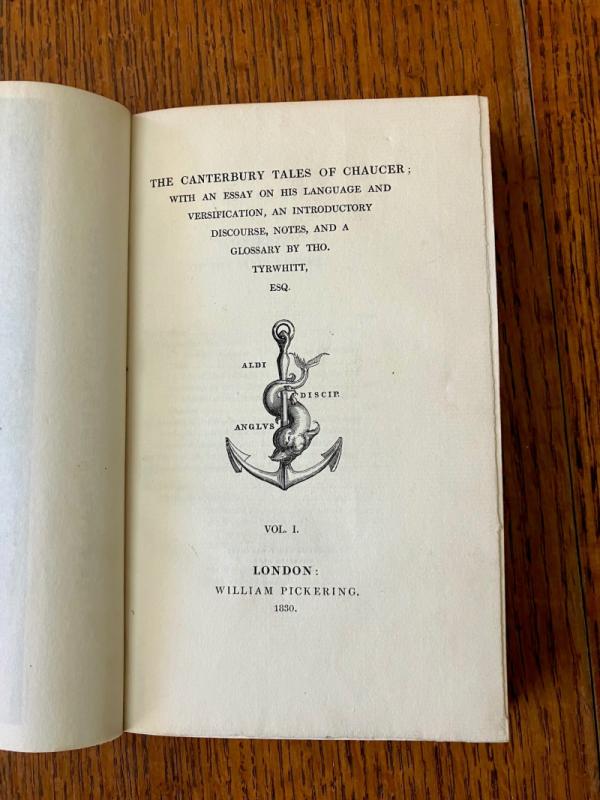 THE CANTERBURY TALES OF CHAUCER;
WITH AN ESSAY ON HIS LANGUAGE AND
VERSIFICATION, AN INTRODUCTORY
DISCOURSE, NOTES, AND A
GLOSSARY BY THO.
TYRWHITT,
ESQ.
ALDI
DISCIP.
ANGLVS
VOL. I.
LONDON:
WILLIAM PICKERING.
1830.